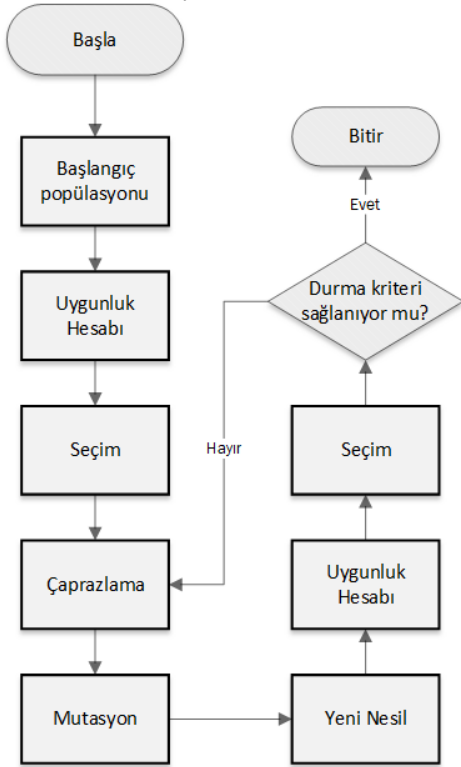 Başla
Başlangıç
popülasyonu
Uygunluk
Hesabı
Seçim
Çaprazlama
Mutasyon
Yeni Nesil
Uygunluk
Hesabı
Seçim
Durma kriteri
sağlanıyor mu?
Hayır
Evet
Bitir